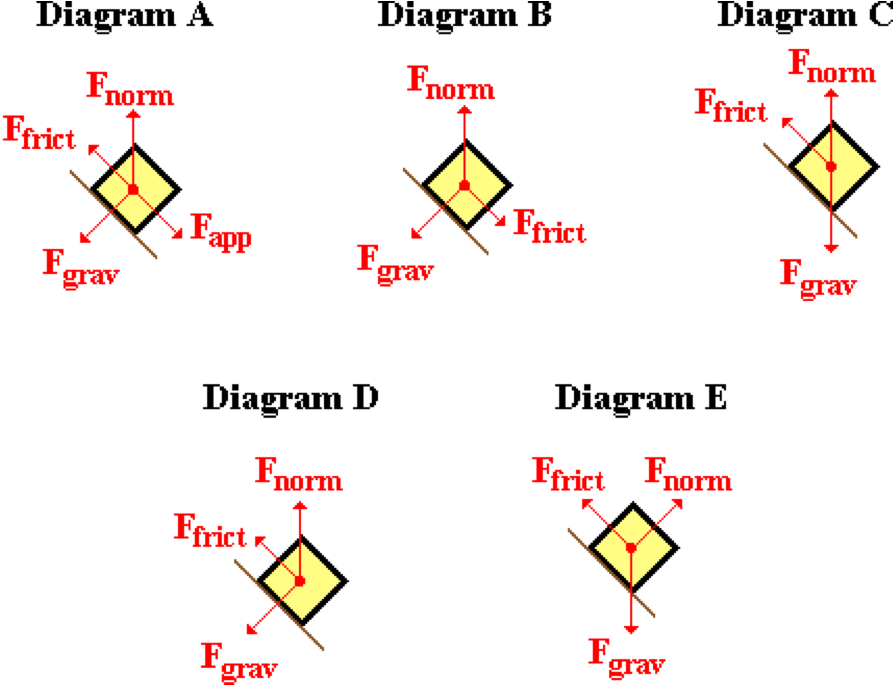 Diagram A
Diagram B
Diagram C
Fnorm
Ffrict
Fapp
Fgrav
Fnorm
Ffrict
Fgrav
Fnorm
Ffrict
Fgrav
Diagram D
Diagram E
Fnorm
Ffrict
Fgrav
Ffrict
Fnorm
Fgrav